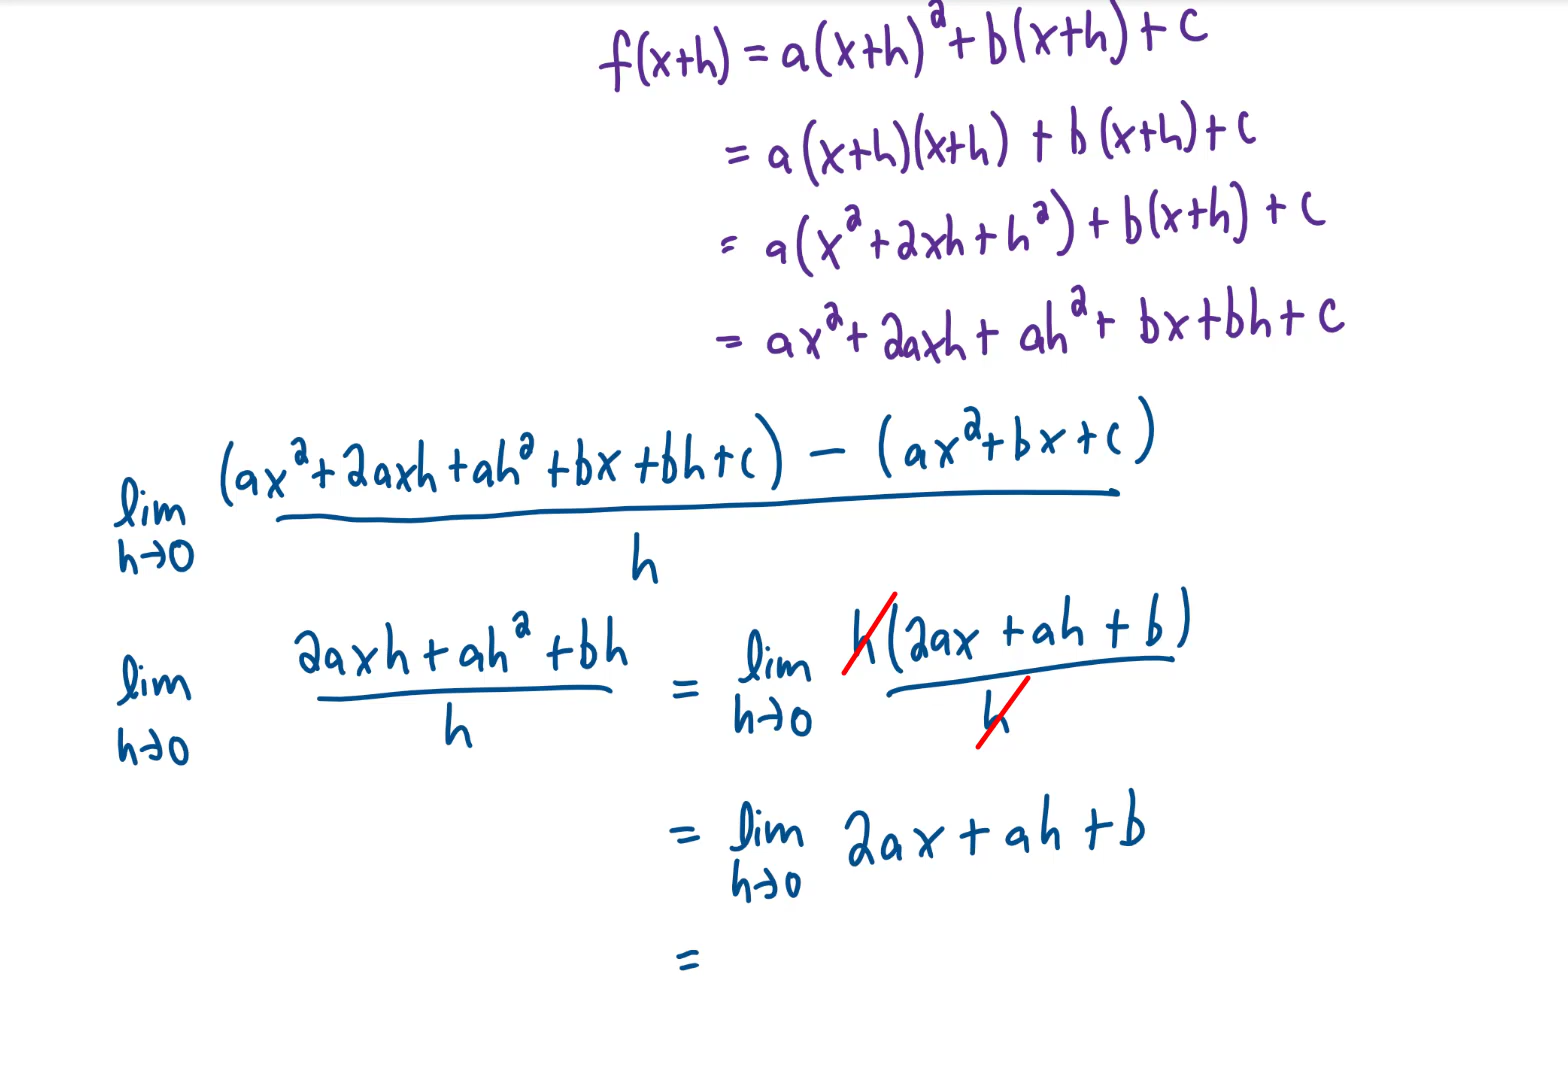 f(x+h) = a(x+h)² + b(x+h) + c
= a(x+h)(x+h) + b(x+h) + c
= a(x² + 2xh + h²) + b(x+h) + c
= ax² + 2axh + ah² + bx + bh + c
lim h→0 (ax² + 2axh + ah² + bx + bh + c) − (ax² + bx + c) / h
lim h→0 2axh + ah² + bh / h = lim h→0 h(2ax + ah + b) / h
= lim h→0 2ax + ah + b
=